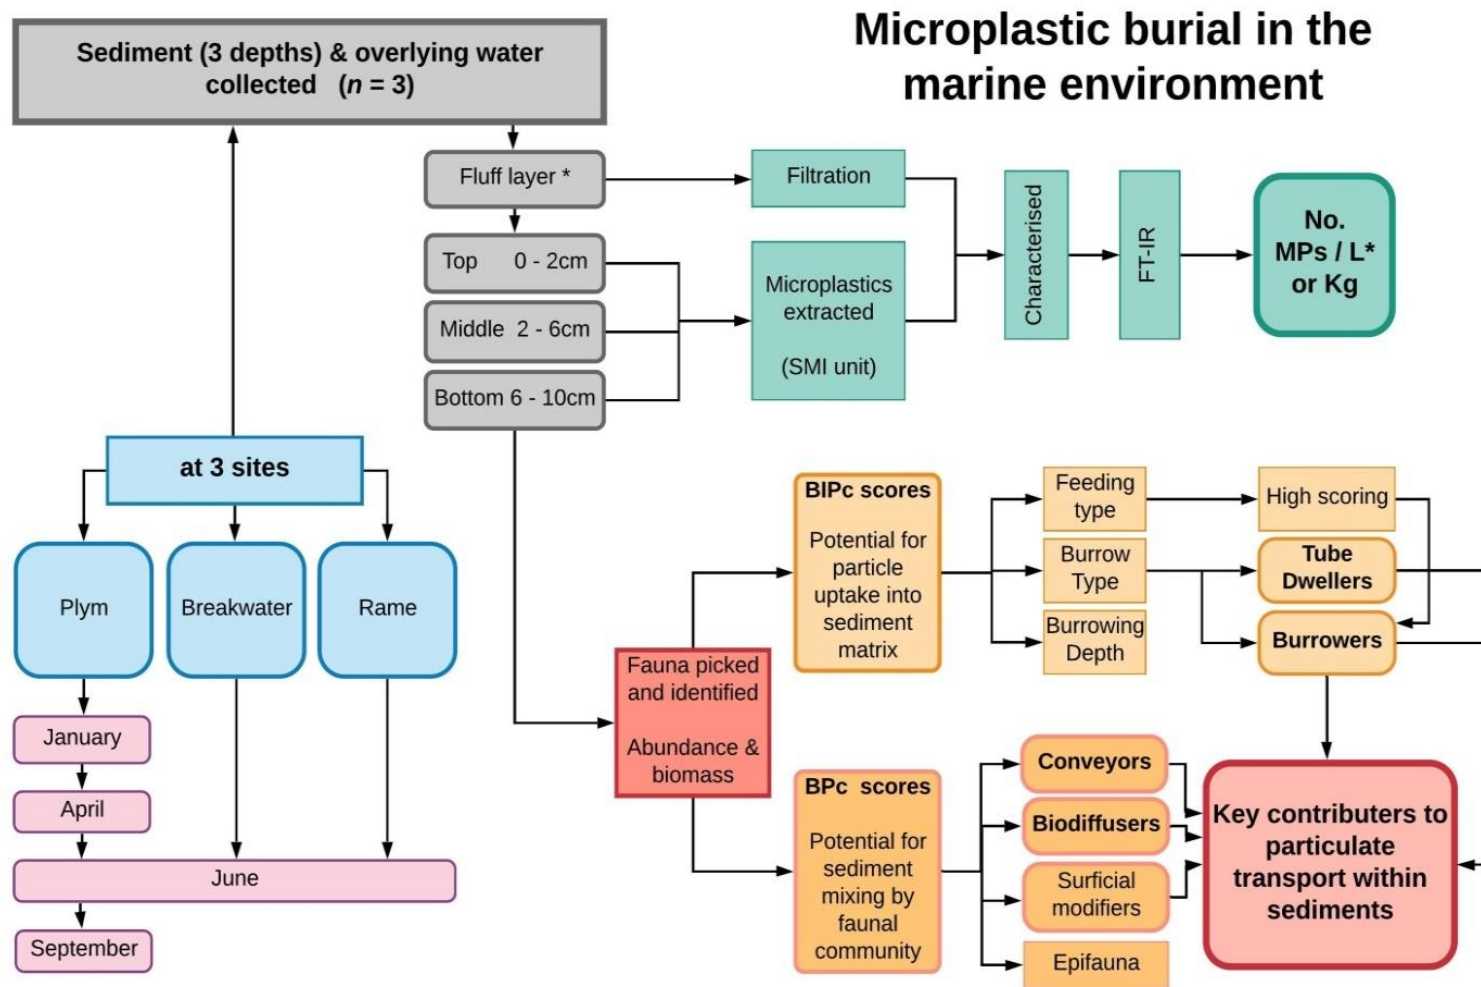 Microplastic burial in the
marine environment
Sediment (3 depths) & overlying water
collected (n = 3)
Fluff layer *
Top 0 - 2cm
Middle 2 - 6cm
Bottom 6 - 10cm
Filtration
Microplastics
extracted
(SMI unit)
Characterised
FT-IR
No.
MPs / L*
or Kg
at 3 sites
Plym
Breakwater
Rame
January
April
June
September
Fauna picked
and identified
Abundance &
biomass
BIPc scores
Potential for
particle
uptake into
sediment
matrix
Feeding
type
Burrow
Type
Burrowing
Depth
High scoring
Tube
Dwellers
Burrowers
BPc scores
Potential for
sediment
mixing by
faunal
community
Conveyors
Biodiffusers
Surficial
modifiers
Epifauna
Key contributers to
particulate
transport within
sediments